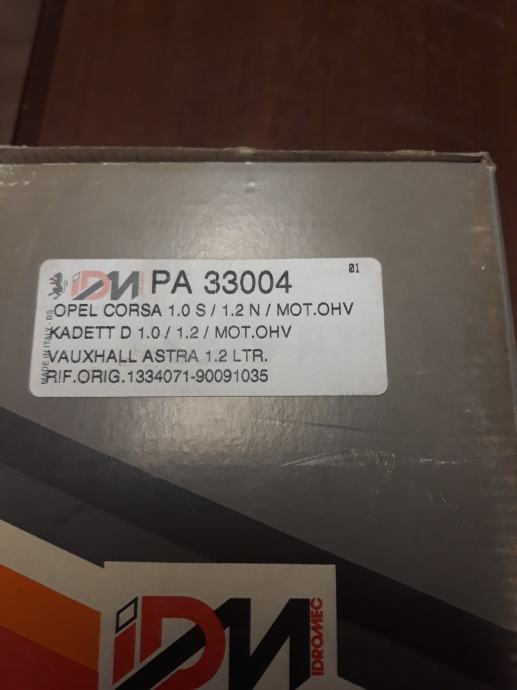 01
IDM PA 33004
OPEL CORSA 1.0 S / 1.2 N / MOT.OHV
KADETT D 1.0 / 1.2 / MOT.OHV
VAUXHALL ASTRA 1.2 LTR.
RIF.ORIG.1334071-90091035
MADE IN ITALY - BS
IDM
IDROMEC